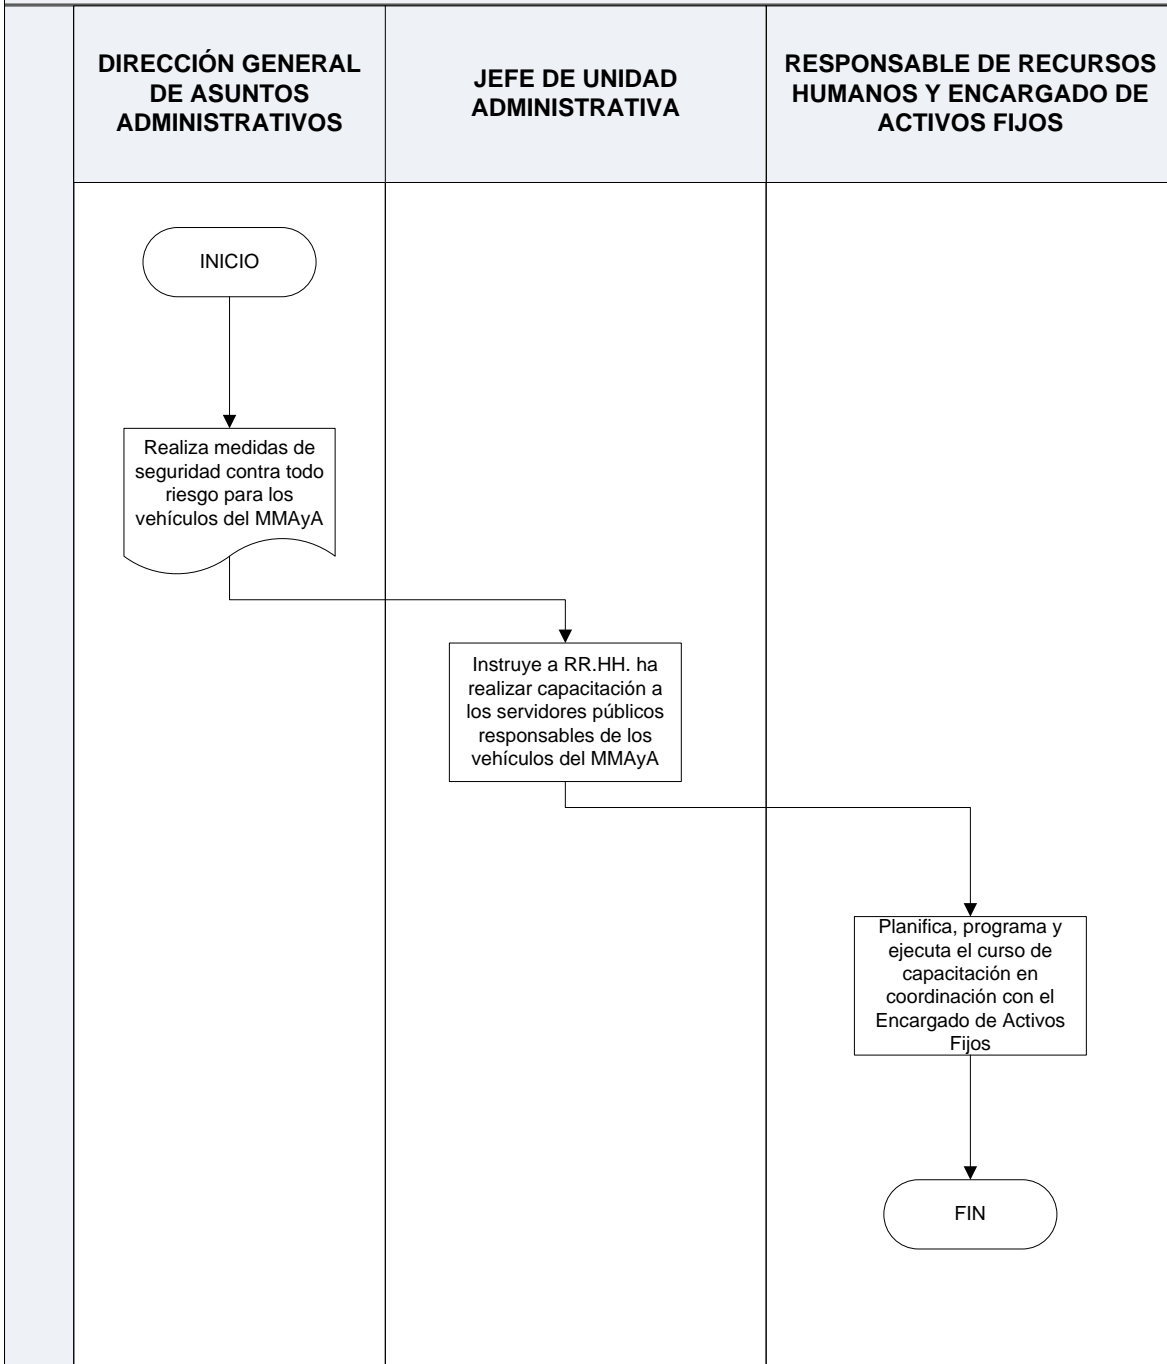 DIRECCIÓN GENERAL
DE ASUNTOS
ADMINISTRATIVOS
JEFE DE UNIDAD
ADMINISTRATIVA
RESPONSABLE DE RECURSOS
HUMANOS Y ENCARGADO DE
ACTIVOS FIJOS
INICIO
Realiza medidas de
seguridad contra todo
riesgo para los
vehículos del MMAyA
Instruye a RR.HH. ha
realizar capacitación a
los servidores públicos
responsables de los
vehículos del MMAyA
Planifica, programa y
ejecuta el curso de
capacitación en
coordinación con el
Encargado de Activos
Fijos
FIN